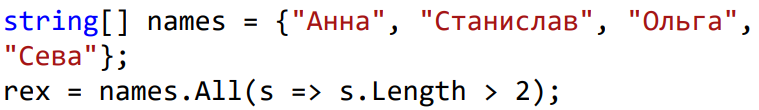 string[] names = {"Анна", "Станислав", "Ольга",
"Сева"};
rex = names.All(s => s.Length > 2);